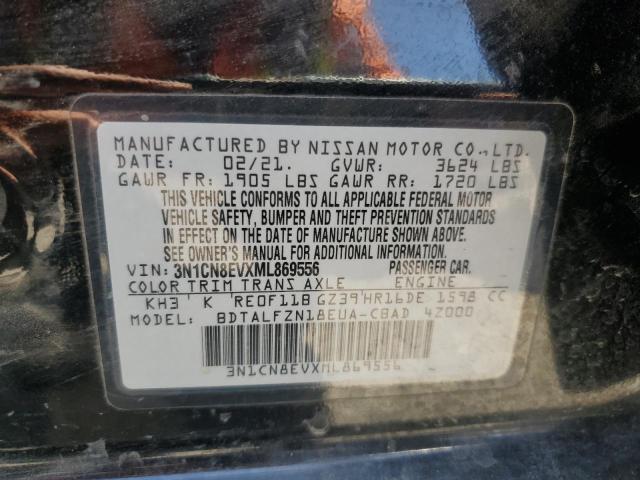 MANUFACTURED BY NISSAN MOTOR CO., LTD.
DATE: 02/21. GVWR: 3624 LBS
GAWR FR: 1905 LBS GAWR RR: 1720 LBS
THIS VEHICLE CONFORMS TO ALL APPLICABLE FEDERAL MOTOR
VEHICLE SAFETY, BUMPER AND THEFT PREVENTION STANDARDS
IN EFFECT ON THE DATE OF MANUFACTURE SHOWN ABOVE.
SEE OWNER'S MANUAL FOR ADDITIONAL INFORMATION.
VIN: 3N1CN8EVXML869556 PASSENGER CAR.
COLOR TRIM TRANS AXLE ENGINE
KH3 K RE0F11B GZ39 HR16DE 1598 CC
MODEL: BDTALFZN18EUA-CBAD 4Z000
3N1CN8EVXML869556